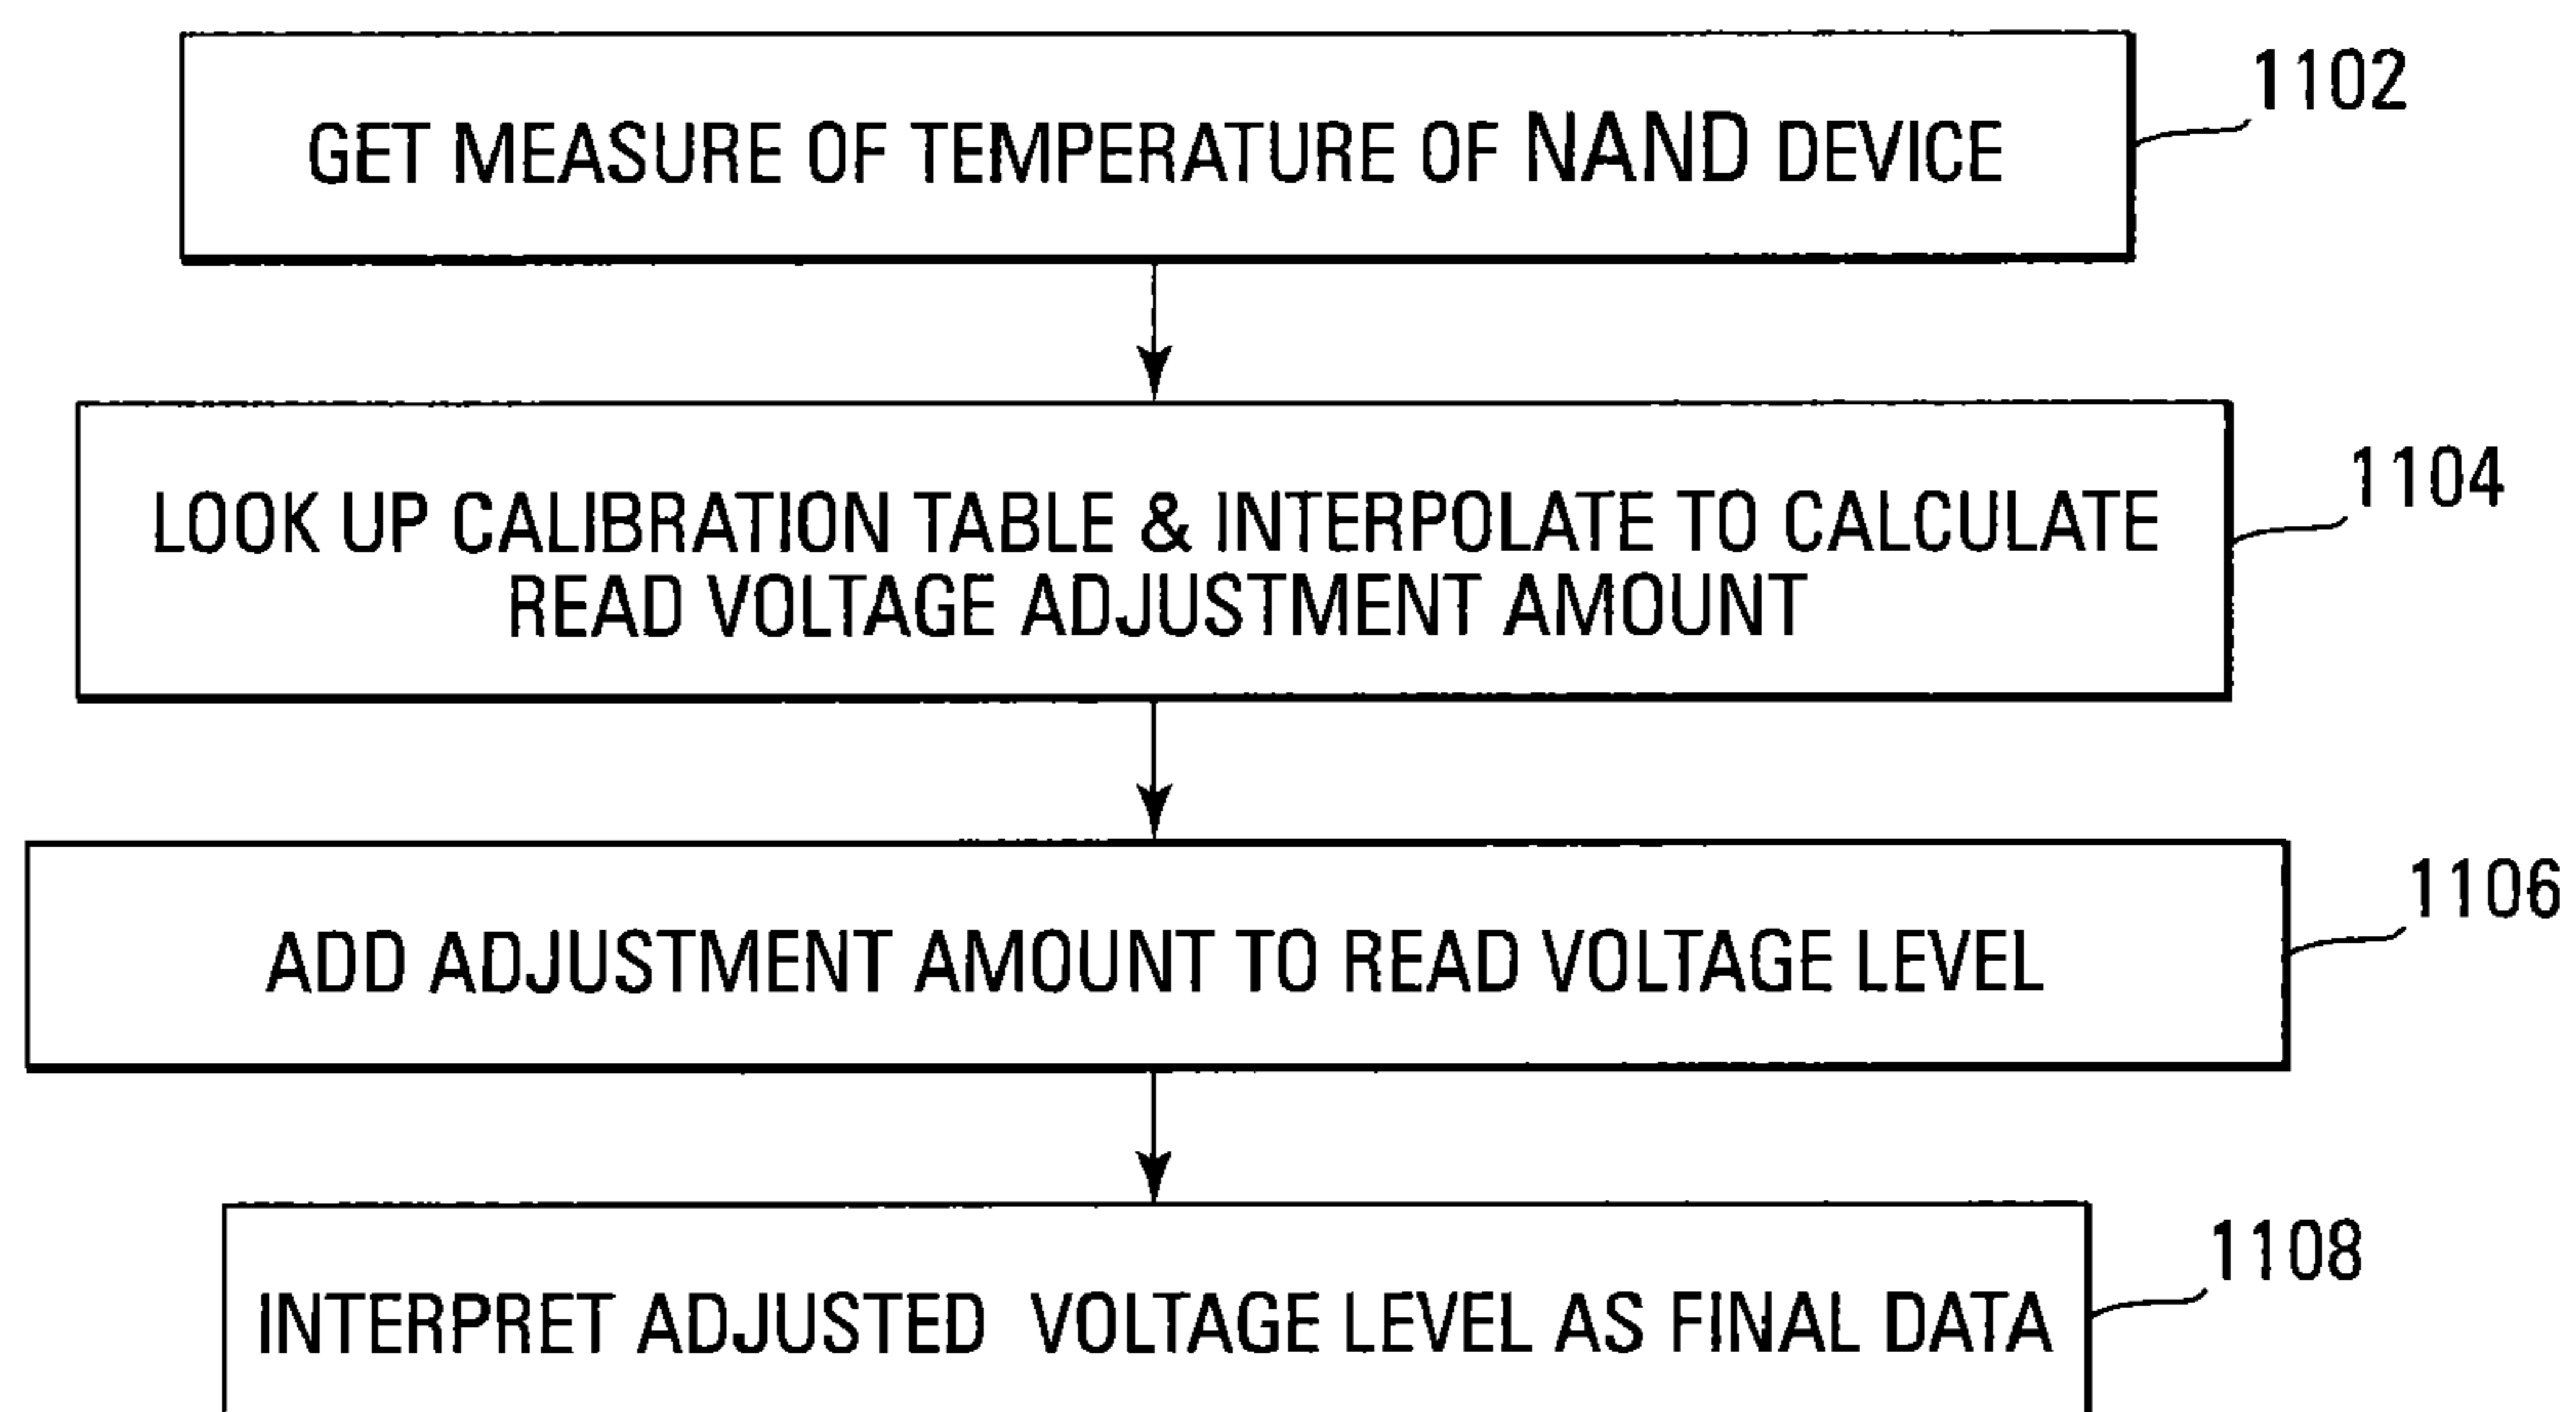 GET MEASURE OF TEMPERATURE OF NAND DEVICE
1102
LOOK UP CALIBRATION TABLE & INTERPOLATE TO CALCULATE
READ VOLTAGE ADJUSTMENT AMOUNT
1104
ADD ADJUSTMENT AMOUNT TO READ VOLTAGE LEVEL
1106
INTERPRET ADJUSTED VOLTAGE LEVEL AS FINAL DATA
1108